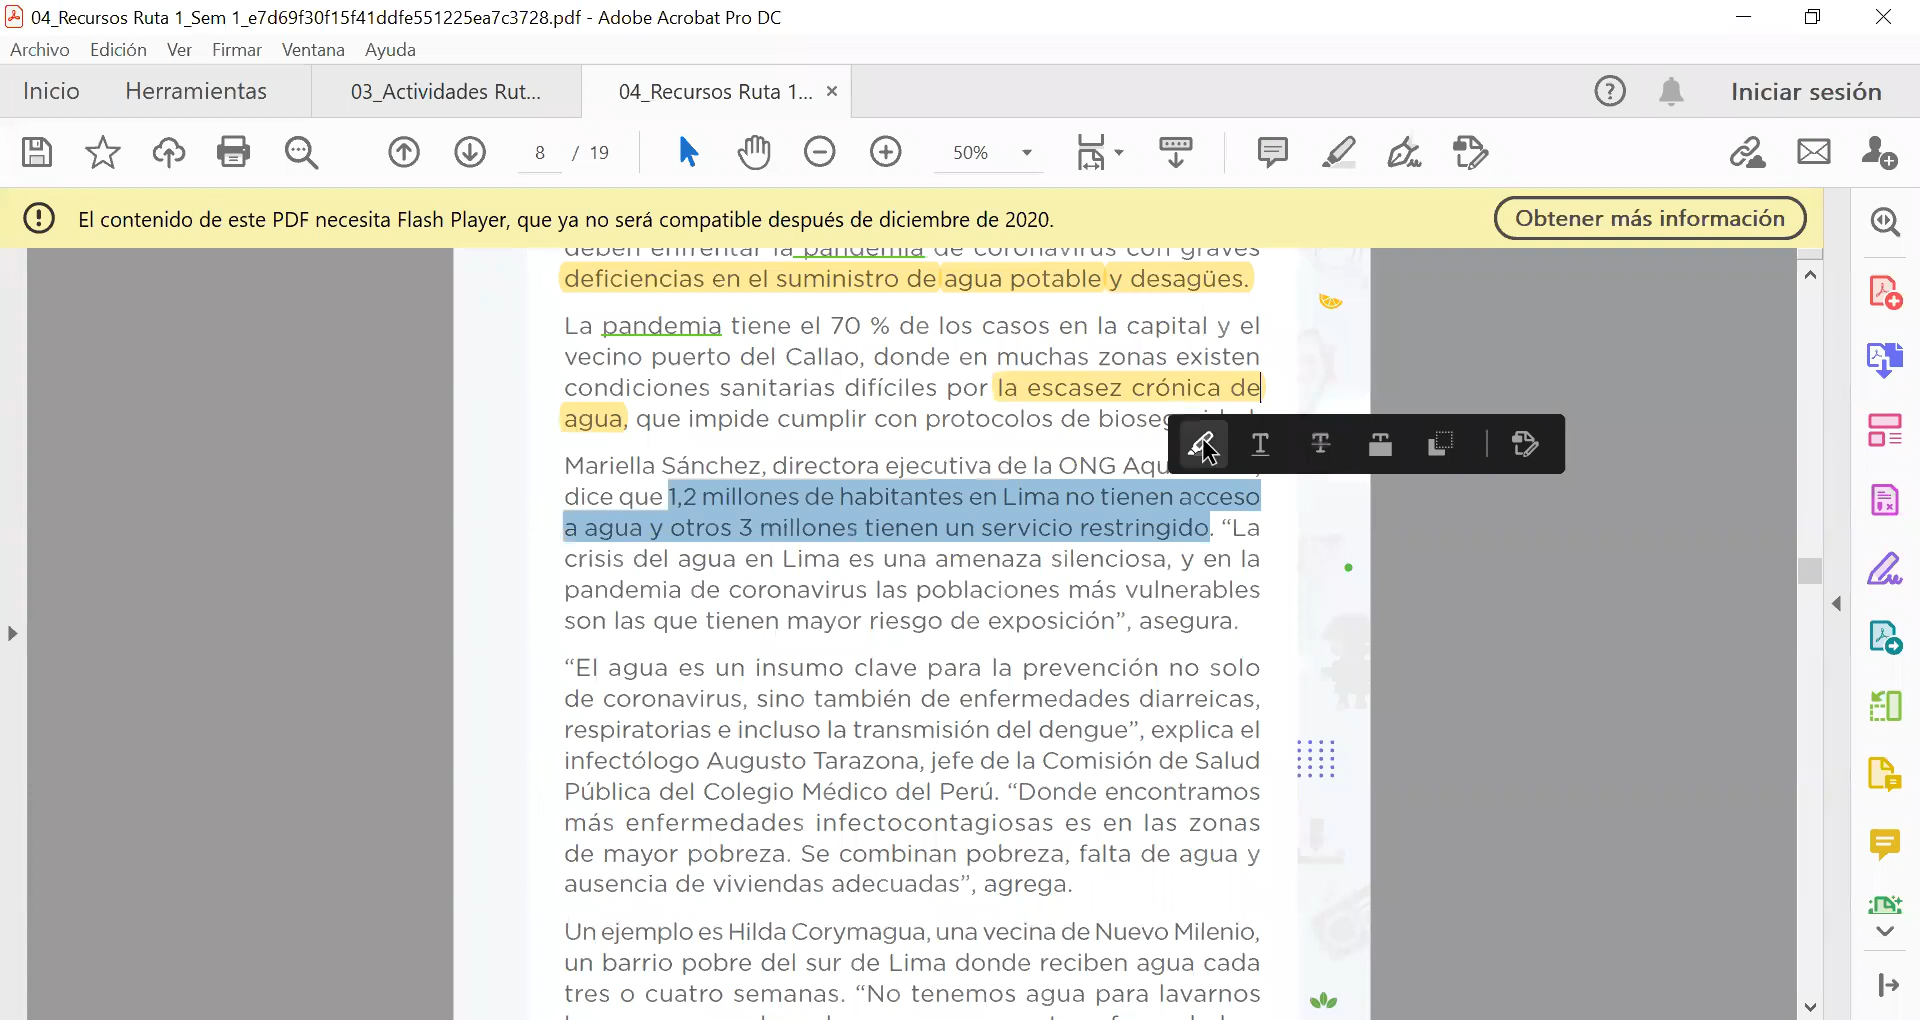 04_Recursos Ruta 1_Sem 1_e7d69f30f15f41ddfe551225ea7c3728.pdf - Adobe Acrobat Pro DC
Archivo Edición Ver Firmar Ventana Ayuda
Inicio Herramientas 03_Actividades Rut... 04_Recursos Ruta 1... × Iniciar sesión
8 / 19 50%
El contenido de este PDF necesita Flash Player, que ya no será compatible después de diciembre de 2020. Obtener más información
deben enfrentar la pandemia de coronavirus con graves
deficiencias en el suministro de agua potable y desagües.
La pandemia tiene el 70 % de los casos en la capital y el
vecino puerto del Callao, donde en muchas zonas existen
condiciones sanitarias difíciles por la escasez crónica de
agua, que impide cumplir con protocolos de
Mariella Sánchez, directora ejecutiva de la ONG
dice que 1,2 millones de habitantes en Lima no tienen acceso
a agua y otros 3 millones tienen un servicio restringido. “La
crisis del agua en Lima es una amenaza silenciosa, y en la
pandemia de coronavirus las poblaciones más vulnerables
son las que tienen mayor riesgo de exposición”, asegura.
“El agua es un insumo clave para la prevención no solo
de coronavirus, sino también de enfermedades diarreicas,
respiratorias e incluso la transmisión del dengue”, explica el
infectólogo Augusto Tarazona, jefe de la Comisión de Salud
Pública del Colegio Médico del Perú. “Donde encontramos
más enfermedades infectocontagiosas es en las zonas
de mayor pobreza. Se combinan pobreza, falta de agua y
ausencia de viviendas adecuadas”, agrega.
Un ejemplo es Hilda Corymagua, una vecina de Nuevo Milenio,
un barrio pobre del sur de Lima donde reciben agua cada
tres o cuatro semanas. “No tenemos agua para lavarnos